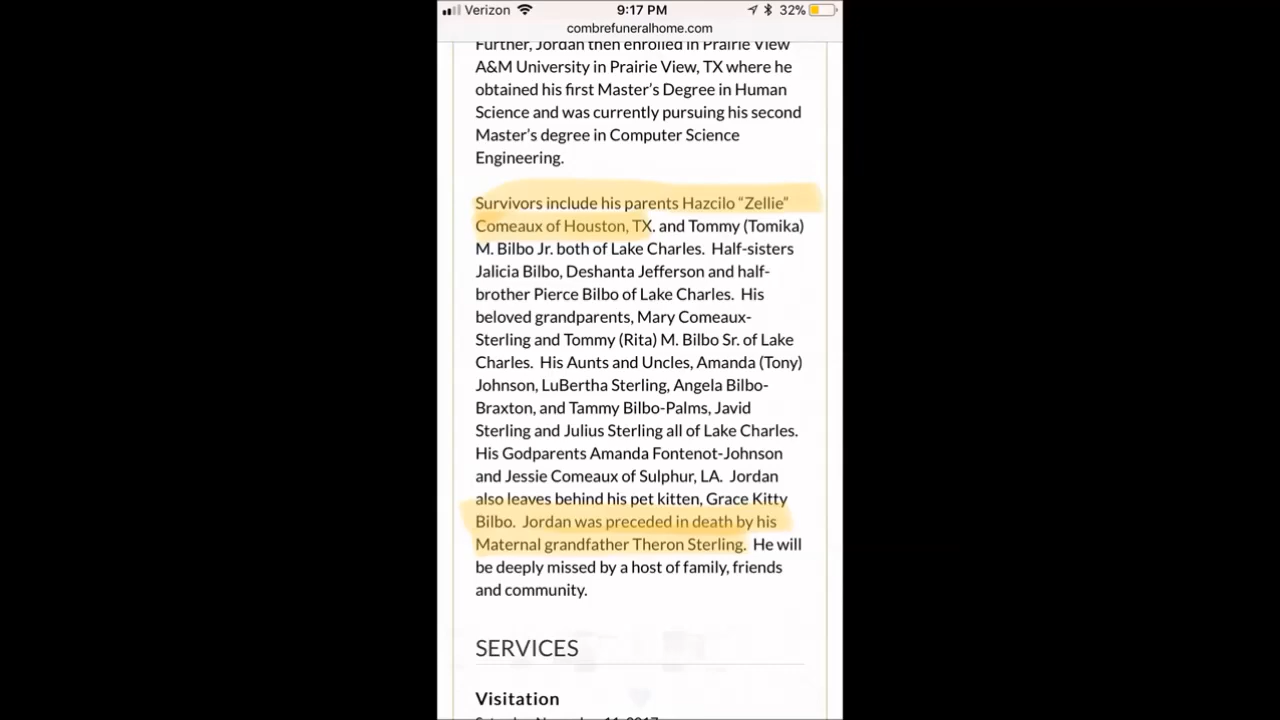 Verizon 9:17 PM 32%
combrefuneralhome.com
Further, Jordan then enrolled in Prairie View
A&M University in Prairie View, TX where he
obtained his first Master's Degree in Human
Science and was currently pursuing his second
Master's degree in Computer Science
Engineering.
Survivors include his parents Hazcilo "Zellie"
Comeaux of Houston, TX. and Tommy (Tomika)
M. Bilbo Jr. both of Lake Charles. Half-sisters
Jalicia Bilbo, Deshanta Jefferson and half-
brother Pierce Bilbo of Lake Charles. His
beloved grandparents, Mary Comeaux-
Sterling and Tommy (Rita) M. Bilbo Sr. of Lake
Charles. His Aunts and Uncles, Amanda (Tony)
Johnson, LuBertha Sterling, Angela Bilbo-
Braxton, and Tammy Bilbo-Palms, Javid
Sterling and Julius Sterling all of Lake Charles.
His Godparents Amanda Fontenot-Johnson
and Jessie Comeaux of Sulphur, LA. Jordan
also leaves behind his pet kitten, Grace Kitty
Bilbo. Jordan was preceded in death by his
Maternal grandfather Theron Sterling. He will
be deeply missed by a host of family, friends
and community.
SERVICES
Visitation
Saturday November 11, 2017